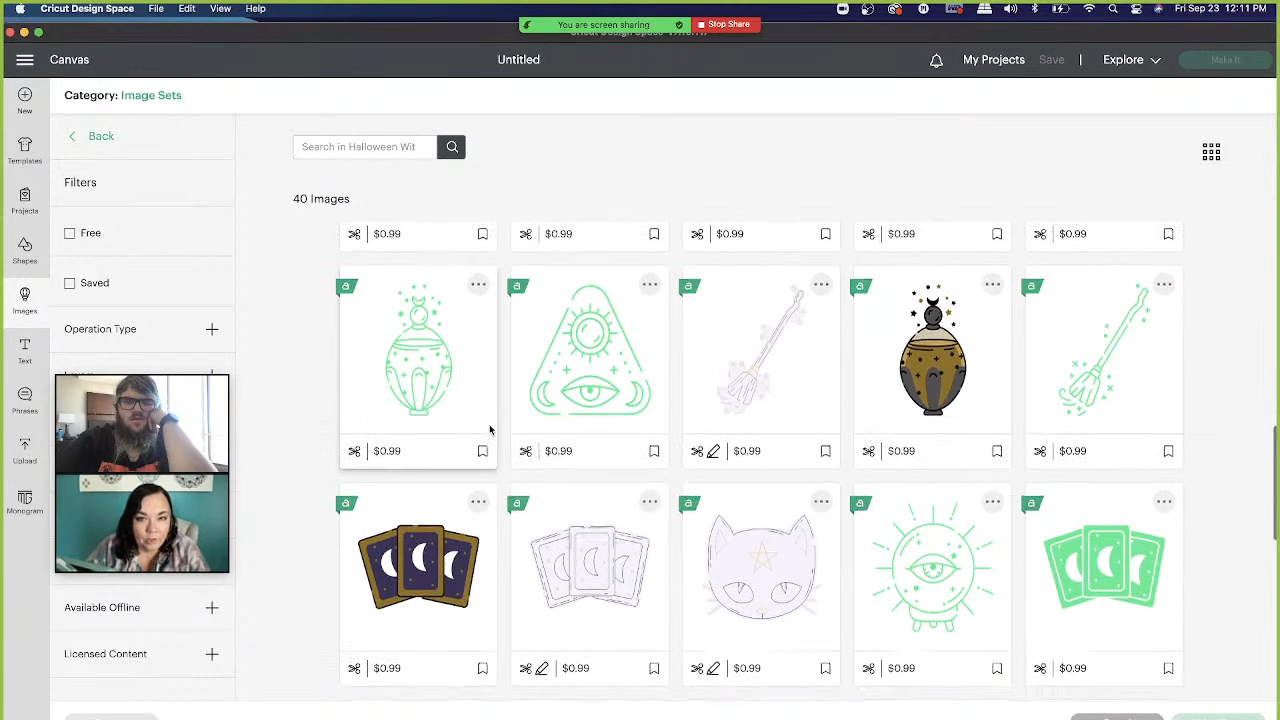 Cricut Design Space File Edit View Help
Fri Sep 23 12:11 PM
You are screen sharing Stop Share
Canvas
Untitled
My Projects Save | Explore Make It
Category: Image Sets
New
Templates
Projects
Shapes
Images
Text
Phrases
Upload
Monogram
Back
Filters
Free
Saved
Operation Type
Available Offline
Licensed Content
Search in Halloween Wit
40 Images
$0.99 $0.99 $0.99 $0.99 $0.99
a a a a a
$0.99 $0.99 $0.99 $0.99 $0.99
a a a a a
$0.99 $0.99 $0.99 $0.99 $0.99